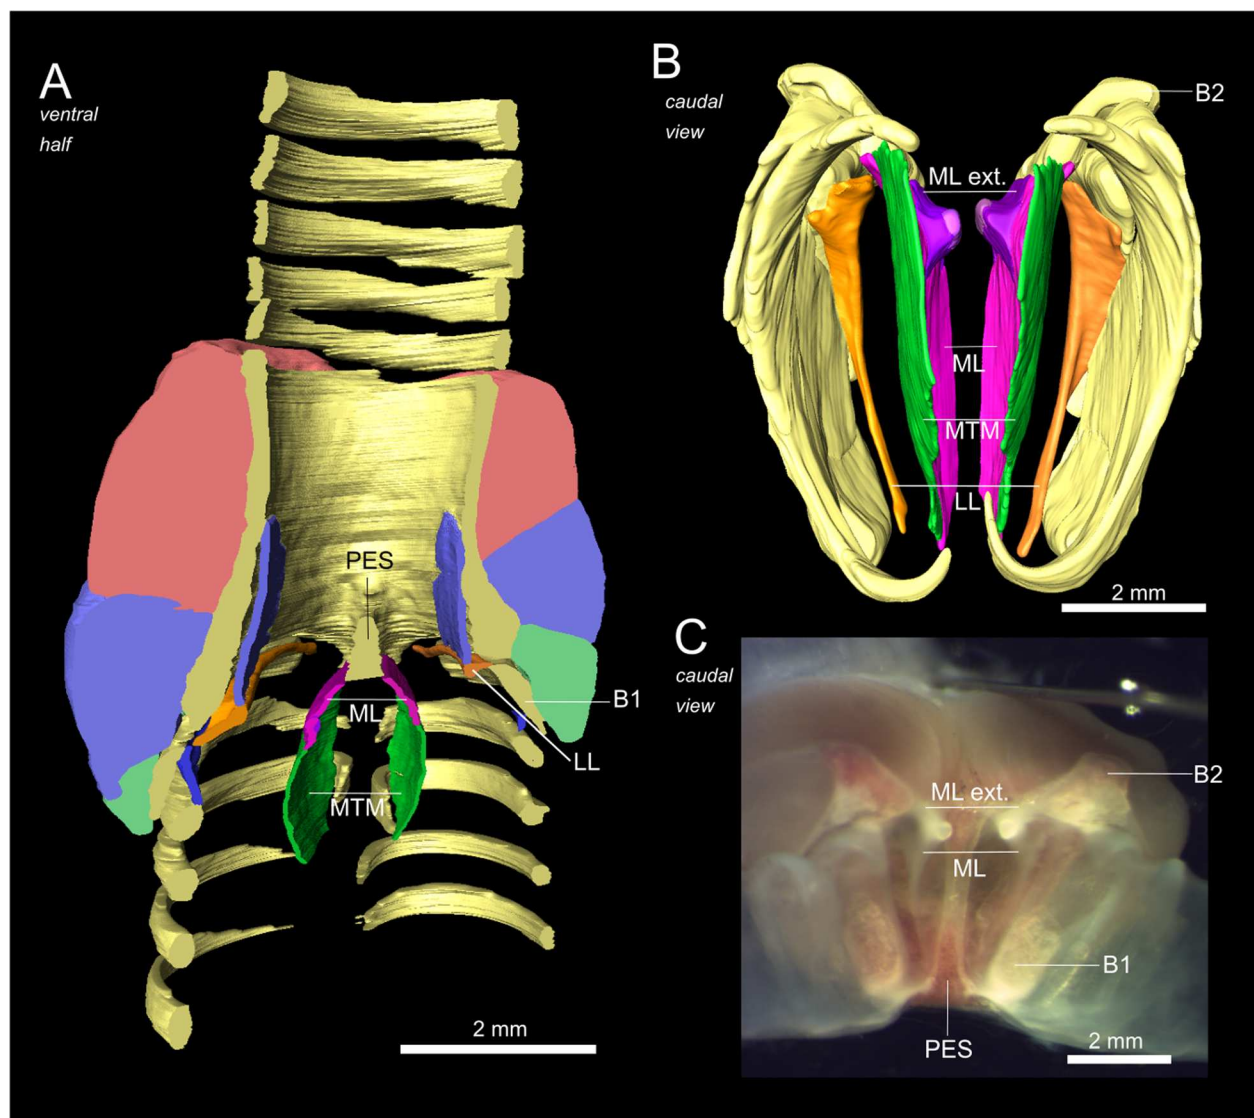 A
ventral
half
PES
B1
ML
LL
MTM
2 mm
B
caudal
view
B2
ML ext.
ML
MTM
LL
2 mm
C
caudal
view
B2
ML ext.
ML
B1
PES
2 mm